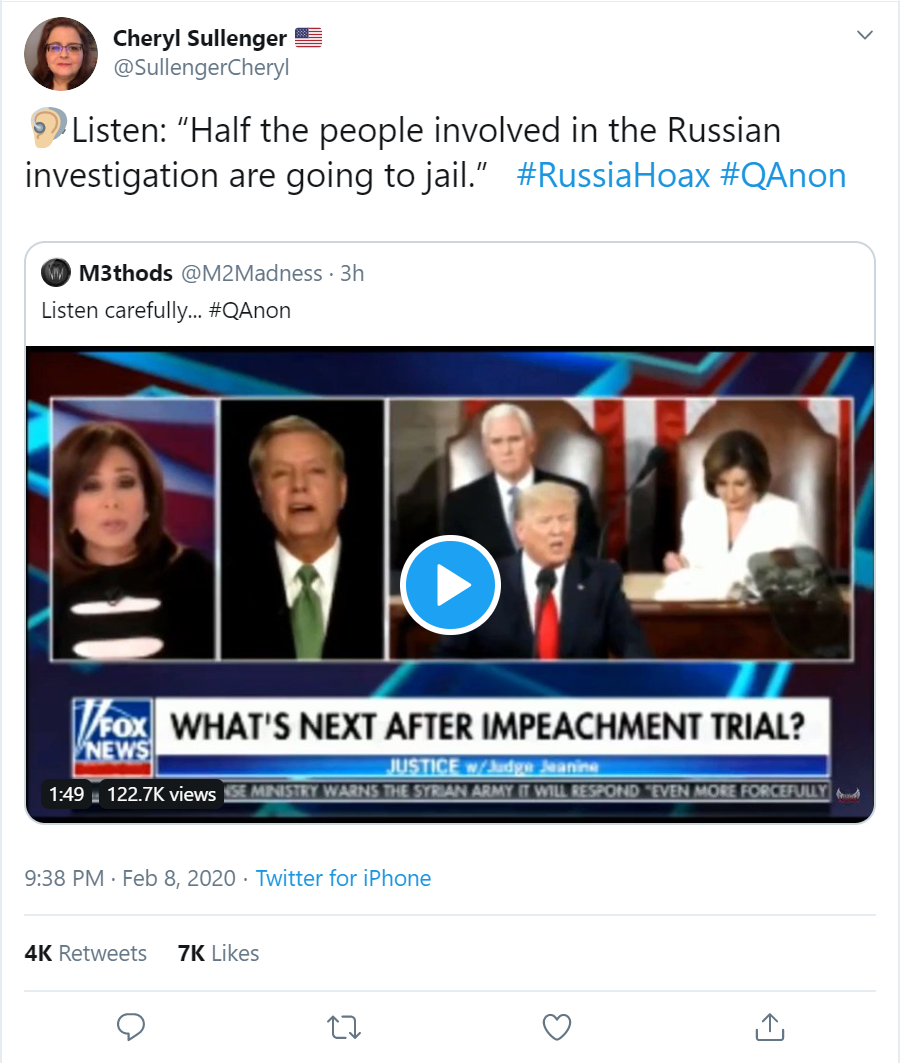 Cheryl Sullenger 🇺🇸
@SullengerCheryl
🦻🏼Listen: “Half the people involved in the Russian
investigation are going to jail.” #RussiaHoax #QAnon
M3thods @M2Madness · 3h
Listen carefully... #QAnon
FOX
NEWS
WHAT'S NEXT AFTER IMPEACHMENT TRIAL?
JUSTICE w/Judge Jeanine
1:49
122.7K views
NSE MINISTRY WARNS THE SYRIAN ARMY IT WILL RESPOND "EVEN MORE FORCEFULLY
9:38 PM · Feb 8, 2020 · Twitter for iPhone
4K Retweets 7K Likes